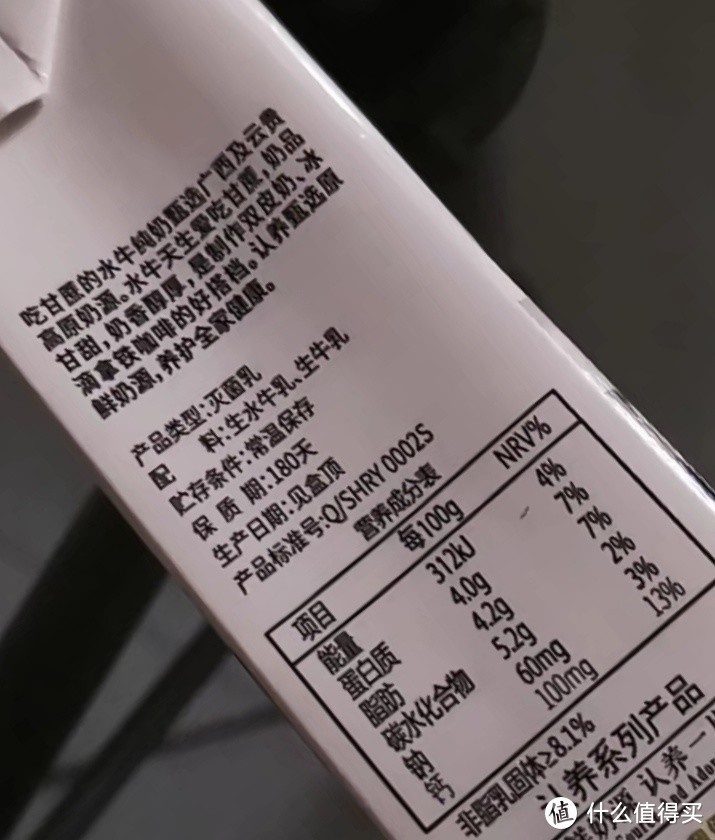 吃甘蔗的水牛纯奶甄选广西及云贵
高原奶源。水牛天生爱吃甘蔗,奶品
甘甜,奶香醇厚,是制作双皮奶、冰
滴拿铁咖啡的好搭档。认养甄选原
鲜奶源,养护全家健康。
产品类型:灭菌乳
配 料:生水牛乳、生牛乳
贮存条件:常温保存
保 质 期:180天
生产日期:见盒顶
产品标准号:Q/SHRY 0002S
营养成分表
项目 每100g NRV%
能量 312kJ 4%
蛋白质 4.0g 7%
脂肪 4.2g 7%
碳水化合物 5.2g 2%
钠 60mg 3%
钙 100mg 13%
非脂乳固体≥8.1%
认养系列产品
认养一
值 什么值得买